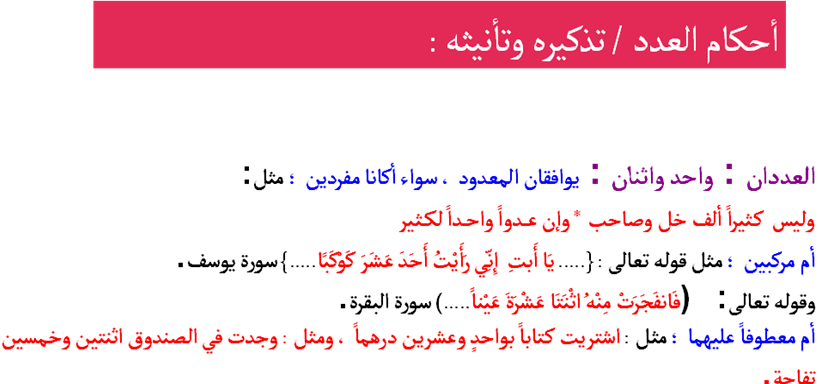 أحكام العدد / تذكيره وتأنيثه :
العددان : واحد واثنان : يوافقان المعدود ، سواء أكانا مفردين ؛ مثل :
وليس كثيراً ألف خل وصاحب * وإن عدواً واحداً لكثير
أم مركبين ؛ مثل قوله تعالى : {..... يَا أَبتِ إِنِّي رَأَيْتُ أَحَدَ عَشَرَ كَوْكَبًا.....} سورة يوسف .
وقوله تعالى : (فَانفَجَرَتْ مِنْهُ اثْنَتَا عَشْرَةَ عَيْناً.....) سورة البقرة .
أم معطوفاً عليهما ؛ مثل : اشتريت كتاباً بواحدٍ وعشرين درهماً ، ومثل : وجدت في الصندوق اثنتين وخمسين
تفاحة .